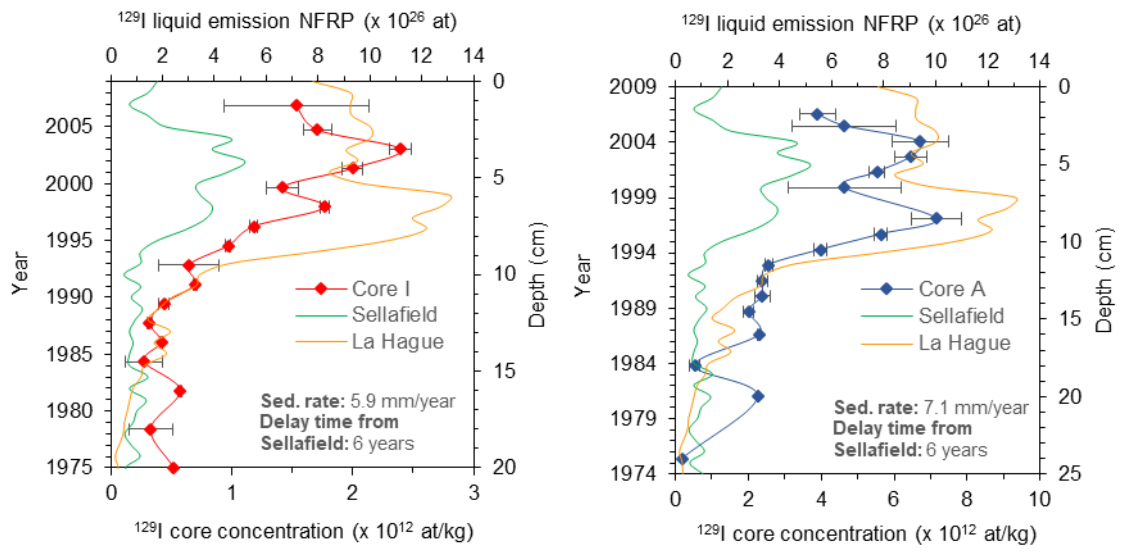 ¹²⁹I liquid emission NFRP (x 10²⁶ at)
0 2 4 6 8 10 12 14
Year
2005
2000
1995
1990
1985
1980
1975
0
5
10
15
20
Depth (cm)
Core I
Sellafield
La Hague
Sed. rate: 5.9 mm/year
Delay time from
Sellafield: 6 years
0 1 2 3
¹²⁹I core concentration (x 10¹² at/kg)
¹²⁹I liquid emission NFRP (x 10²⁶ at)
0 2 4 6 8 10 12 14
Year
2009
2004
1999
1994
1989
1984
1979
1974
0
5
10
15
20
25
Depth (cm)
Core A
Sellafield
La Hague
Sed. rate: 7.1 mm/year
Delay time from
Sellafield: 6 years
0 2 4 6 8 10
¹²⁹I core concentration (x 10¹² at/kg)